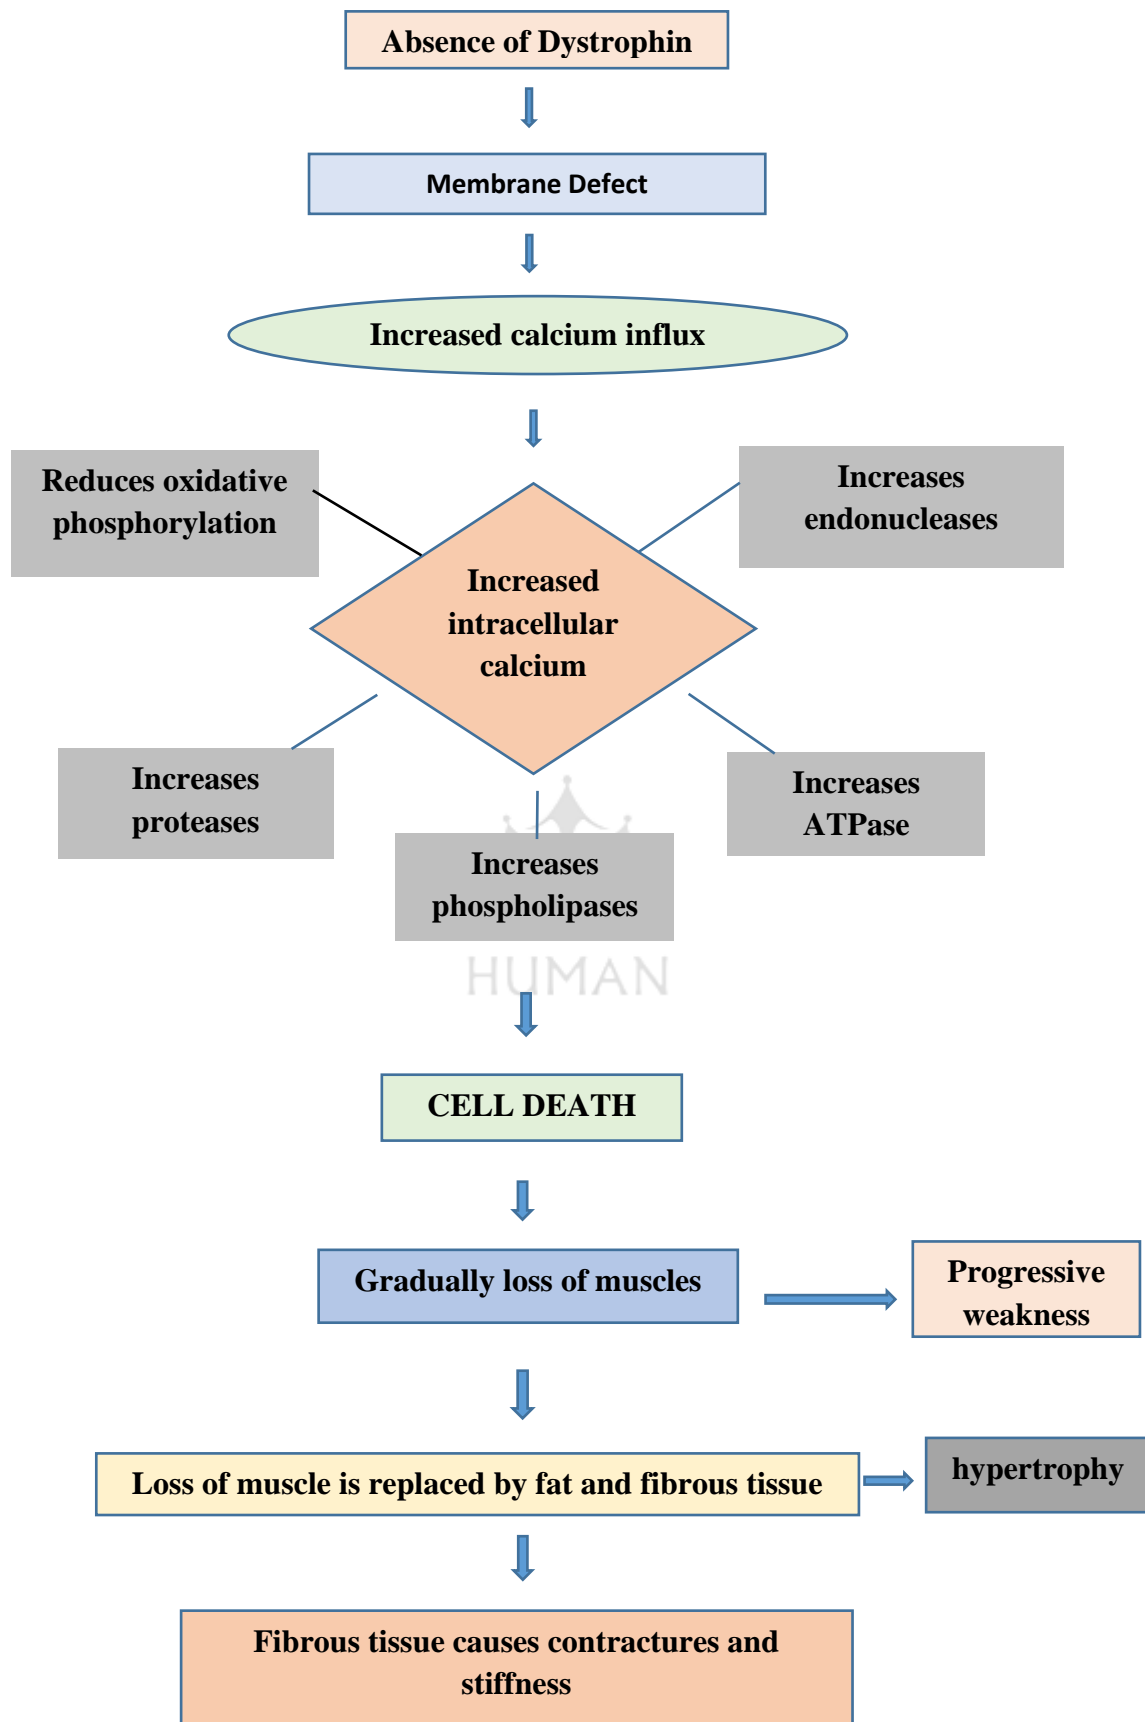 Absence of Dystrophin
Membrane Defect
Increased calcium influx
Reduces oxidative
phosphorylation
Increases
endonucleases
Increased
intracellular
calcium
Increases
proteases
Increases
phospholipases
Increases
ATPase
HUMAN
CELL DEATH
Gradually loss of muscles
Progressive
weakness
Loss of muscle is replaced by fat and fibrous tissue
hypertrophy
Fibrous tissue causes contractures and
stiffness